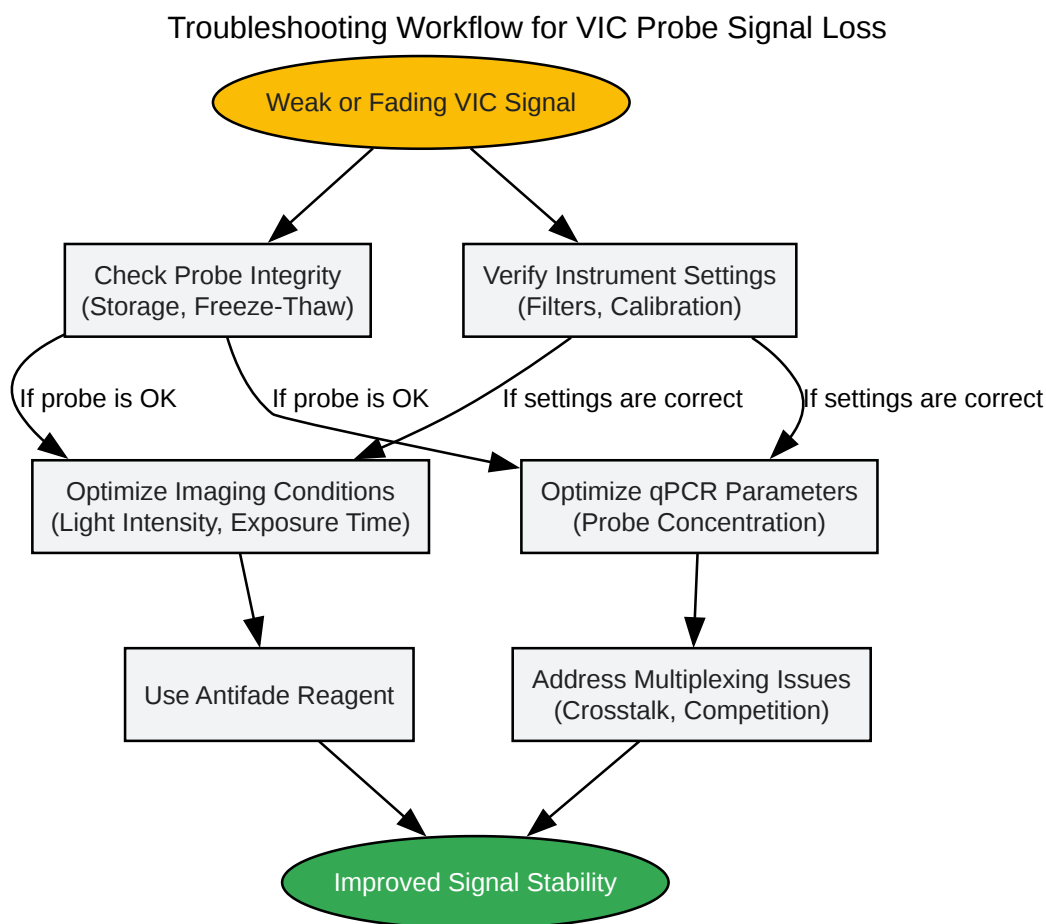 Troubleshooting Workflow for VIC Probe Signal Loss
Weak or Fading VIC Signal
Check Probe Integrity
(Storage, Freeze-Thaw)
Verify Instrument Settings
(Filters, Calibration)
If probe is OK
If probe is OK
If settings are correct
If settings are correct
Optimize Imaging Conditions
(Light Intensity, Exposure Time)
Optimize qPCR Parameters
(Probe Concentration)
Use Antifade Reagent
Address Multiplexing Issues
(Crosstalk, Competition)
Improved Signal Stability